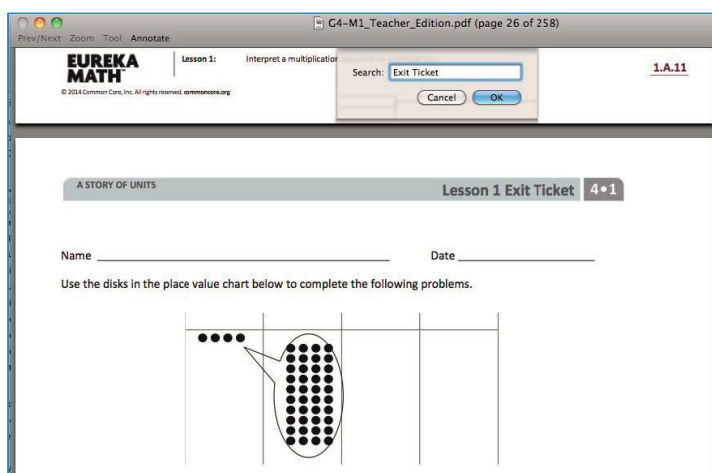 G4-M1_Teacher_Edition.pdf (page 26 of 258)
Prev/Next Zoom Tool Annotate
EUREKA
MATH™
Lesson 1:
Interpret a multiplication
Search: Exit Ticket
Cancel OK
1.A.11
© 2014 Common Core, Inc. All rights reserved. commoncore.org
A STORY OF UNITS
Lesson 1 Exit Ticket 4•1
Name Date
Use the disks in the place value chart below to complete the following problems.